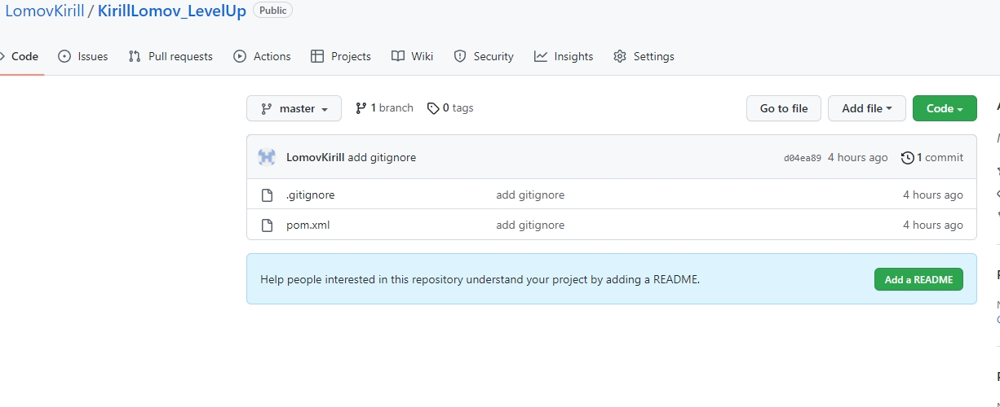 LomovKirill / KirillLomov_LevelUp Public
Code Issues Pull requests Actions Projects Wiki Security Insights Settings
master 1 branch 0 tags Go to file Add file Code
LomovKirill add gitignore d04ea89 4 hours ago 1 commit
.gitignore add gitignore 4 hours ago
pom.xml add gitignore 4 hours ago
Help people interested in this repository understand your project by adding a README. Add a README